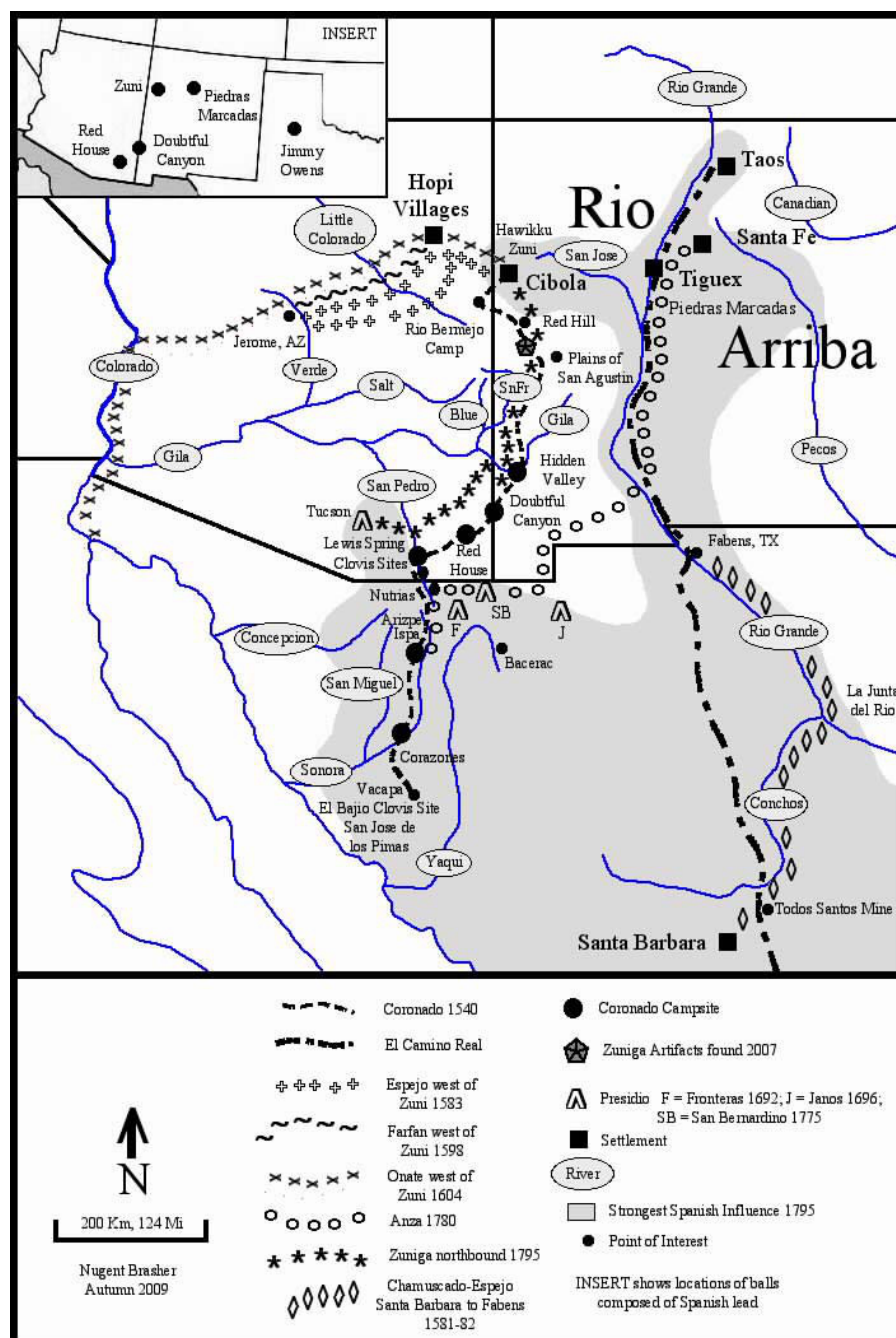 INSERT
Zuni
Piedras
Marcadas
Red
House
Doubtful
Canyon
Jimmy
Owens
Rio Grande
Taos
Hopi
Villages
Rio
Canadian
Little
Colorado
Hawikku
Zuni
San Jose
Santa Fe
Cibola
Tiguex
Piedras Marcadas
Rio Bermejo
Camp
Red Hill
Arriba
Jerome, AZ
Plains of
San Agustin
Colorado
Verde
Salt
SnFr
Blue
Gila
Gila
Hidden
Valley
Pecos
San Pedro
Doubtful
Canyon
Tucson
Lewis Spring
Clovis Sites
Red
House
Fabens, TX
Nutrias
Arizpe
Ispa
F
SB
J
Concepcion
Rio Grande
Bacerac
San Miguel
La Junta
del Rio
Corazones
Sonora
Vacapa
El Bajio Clovis Site
San Jose de
los Pimas
Conchos
Yaqui
Todos Santos Mine
Santa Barbara
Coronado 1540
El Camino Real
Espejo west of
Zuni 1583
Farfan west of
Zuni 1598
Onate west of
Zuni 1604
Anza 1780
Zuniga northbound 1795
Chamuscado-Espejo
Santa Barbara to Fabens
1581-82
Coronado Campsite
Zuniga Artifacts found 2007
Presidio F = Fronteras 1692; J = Janos 1696;
SB = San Bernardino 1775
Settlement
River
Strongest Spanish Influence 1795
Point of Interest
INSERT shows locations of balls
composed of Spanish lead
N
200 Km, 124 Mi
Nugent Brasher
Autumn 2009